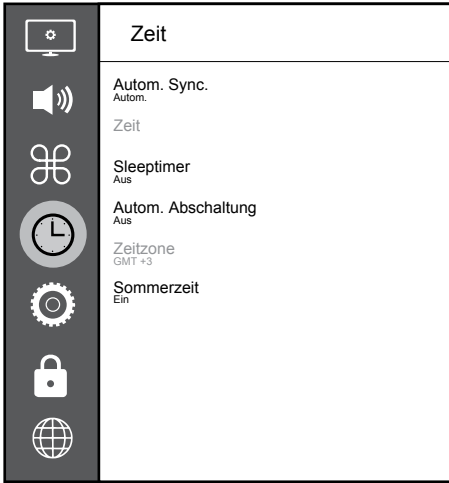 Zeit
Autom. Sync.
Autom.
Zeit
Sleeptimer
Aus
Autom. Abschaltung
Aus
Zeitzone
GMT +3
Sommerzeit
Ein